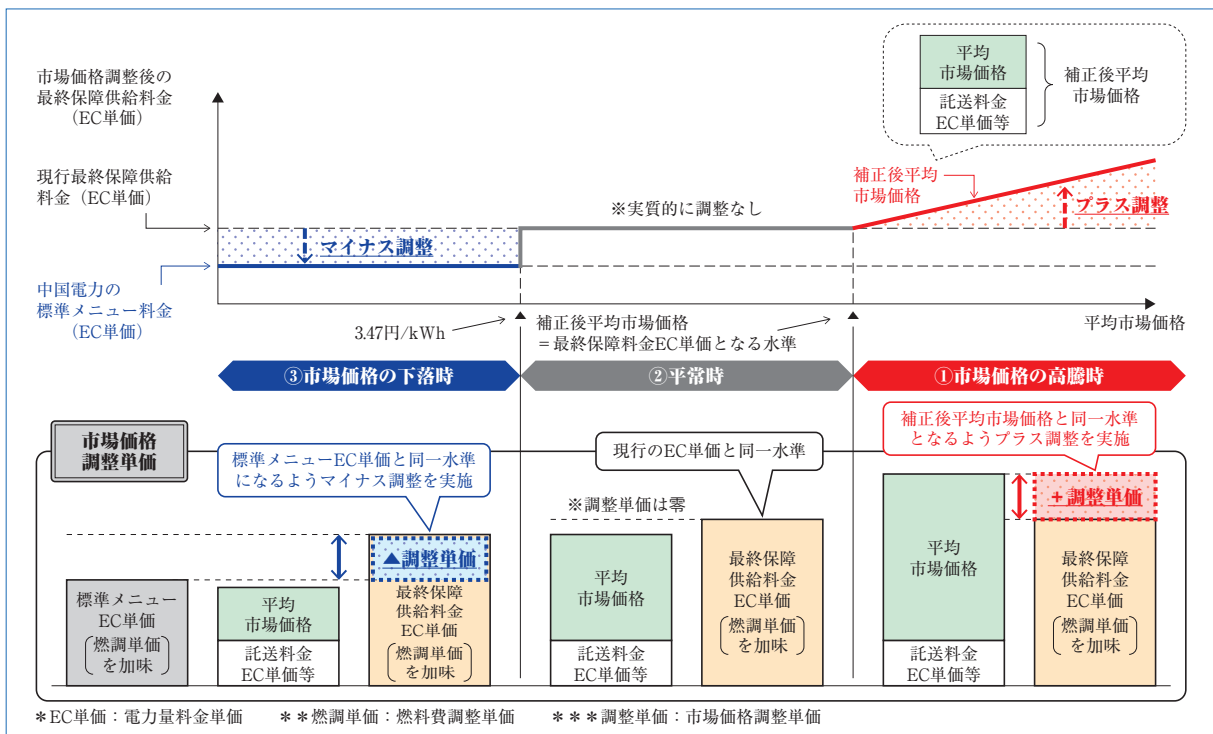 平均
市場価格
託送料金
EC単価等
補正後平均
市場価格
市場価格調整後の
最終保障供給料金
（EC単価）
現行最終保障供給
料金（EC単価）
中国電力の
標準メニュー料金
（EC単価）
マイナス調整
※実質的に調整なし
補正後平均
市場価格
プラス調整
平均市場価格
3.47円/kWh
補正後平均市場価格
＝最終保障料金EC単価となる水準
③市場価格の下落時
②平常時
①市場価格の高騰時
市場価格
調整単価
標準メニューEC単価と同一水準
になるようマイナス調整を実施
現行のEC単価と同一水準
補正後平均市場価格と同一水準
となるようプラス調整を実施
※調整単価は零
標準メニュー
EC単価
（燃調単価
を加味）
平均
市場価格
託送料金
EC単価等
▲調整単価
最終保障
供給料金
EC単価
（燃調単価
を加味）
平均
市場価格
託送料金
EC単価等
最終保障
供給料金
EC単価
（燃調単価
を加味）
平均
市場価格
託送料金
EC単価等
＋調整単価
最終保障
供給料金
EC単価
（燃調単価
を加味）
＊EC単価：電力量料金単価　＊＊燃調単価：燃料費調整単価　＊＊＊調整単価：市場価格調整単価